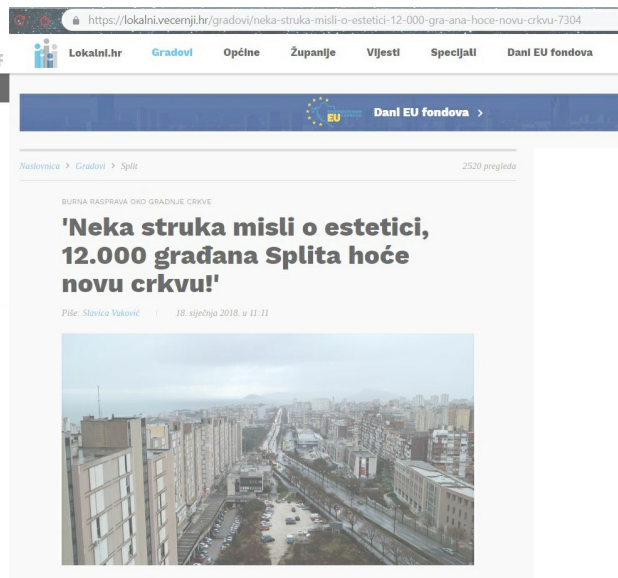 https://lokalni.vecernji.hr/gradovi/neka-struka-misli-o-estetici-12-000-gra-ana-hoce-novu-crkvu-7304
Lokalni.hr Gradovi Općine Županije Vijesti Specijali Dani EU fondova
EU Dani EU fondova >
Naslovnica > Gradovi > Split 2520 pregleda
BURNA RASPRAVA OKO GRADNJE CRKVE
'Neka struka misli o estetici,
12.000 građana Splita hoće
novu crkvu!'
Piše: Slavica Vuković 18. siječnja 2018. u 11:11